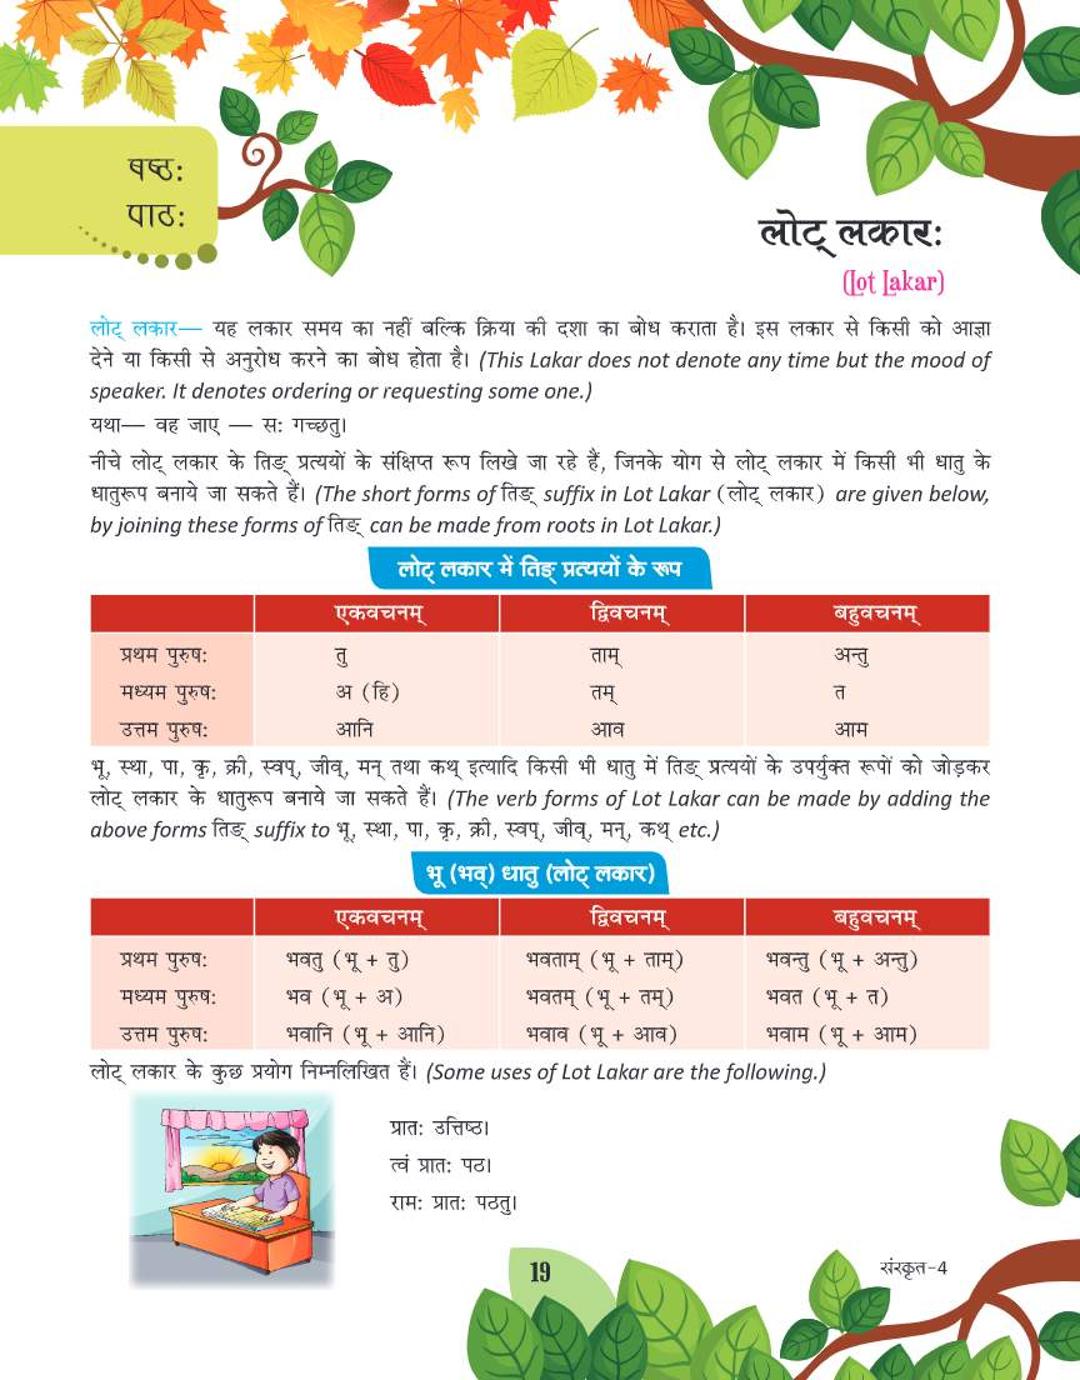 षष्ठः
पाठः
लोट् लकारः
(Lot Lakar)
लोट् लकार— यह लकार समय का नहीं बल्कि क्रिया की दशा का बोध कराता है। इस लकार से किसी को आज्ञा
देने या किसी से अनुरोध करने का बोध होता है। (This Lakar does not denote any time but the mood of
speaker. It denotes ordering or requesting some one.)
यथा— वह जाए — सः गच्छतु।
नीचे लोट् लकार के तिङ् प्रत्ययों के संक्षिप्त रूप लिखे जा रहे हैं, जिनके योग से लोट् लकार में किसी भी धातु के
धातुरूप बनाये जा सकते हैं। (The short forms of तिङ् suffix in Lot Lakar (लोट् लकार) are given below,
by joining these forms of तिङ् can be made from roots in Lot Lakar.)
लोट् लकार में तिङ् प्रत्ययों के रूप
एकवचनम् द्विवचनम् बहुवचनम्
प्रथम पुरुषः तु ताम् अन्तु
मध्यम पुरुषः अ (हि) तम् त
उत्तम पुरुषः आनि आव आम
भू, स्था, पा, कृ, क्री, स्वप्, जीव्, मन् तथा कथ् इत्यादि किसी भी धातु में तिङ् प्रत्ययों के उपर्युक्त रूपों को जोड़कर
लोट् लकार के धातुरूप बनाये जा सकते हैं। (The verb forms of Lot Lakar can be made by adding the
above forms तिङ् suffix to भू, स्था, पा, कृ, क्री, स्वप्, जीव्, मन्, कथ् etc.)
भू (भव्) धातु (लोट् लकार)
एकवचनम् द्विवचनम् बहुवचनम्
प्रथम पुरुषः भवतु (भू + तु) भवताम् (भू + ताम्) भवन्तु (भू + अन्तु)
मध्यम पुरुषः भव (भू + अ) भवतम् (भू + तम्) भवत (भू + त)
उत्तम पुरुषः भवानि (भू + आनि) भवाव (भू + आव) भवाम (भू + आम)
लोट् लकार के कुछ प्रयोग निम्नलिखित हैं। (Some uses of Lot Lakar are the following.)
प्रातः उत्तिष्ठ।
त्वं प्रातः पठ।
रामः प्रातः पठतु।
19
संस्कृत-4